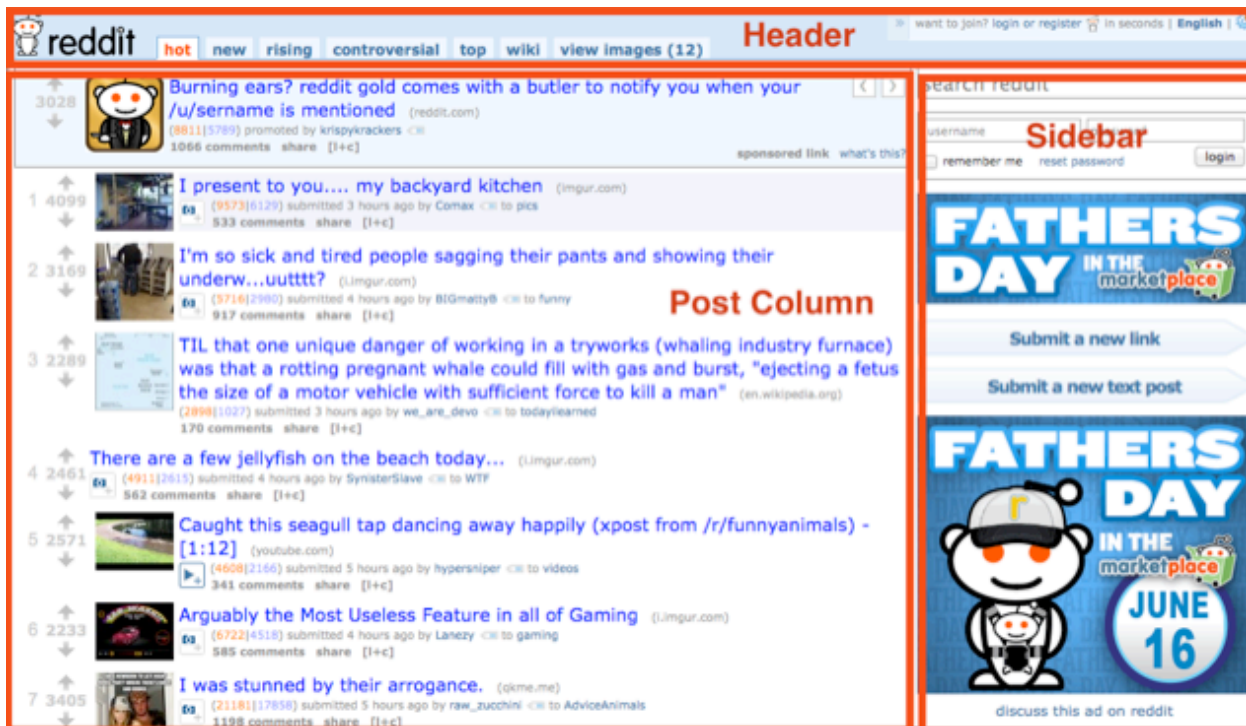 reddit hot new rising controversial top wiki view images (12)
Header
» want to join? login or register in seconds | English |
3028
Burning ears? reddit gold comes with a butler to notify you when your
/u/sername is mentioned (reddit.com)
(8811|5789) promoted by krispykrackers
1066 comments share [l+c]
sponsored link what's this?
1 4099
I present to you.... my backyard kitchen (imgur.com)
(9573|6129) submitted 3 hours ago by Comax to pics
533 comments share [l+c]
2 3169
I'm so sick and tired people sagging their pants and showing their
underw...uutttt? (i.imgur.com)
(5716|2980) submitted 4 hours ago by BIGmattyB to funny
917 comments share [l+c]
Post Column
3 2289
TIL that one unique danger of working in a tryworks (whaling industry furnace)
was that a rotting pregnant whale could fill with gas and burst, "ejecting a fetus
the size of a motor vehicle with sufficient force to kill a man" (en.wikipedia.org)
(2898|1027) submitted 3 hours ago by we_are_devo to todayilearned
170 comments share [l+c]
4 2461
There are a few jellyfish on the beach today... (i.imgur.com)
(4911|2615) submitted 4 hours ago by SynisterSlave to WTF
562 comments share [l+c]
5 2571
Caught this seagull tap dancing away happily (xpost from /r/funnyanimals) -
[1:12] (youtube.com)
(4608|2166) submitted 5 hours ago by hypersniper to videos
341 comments share [l+c]
6 2233
Arguably the Most Useless Feature in all of Gaming (i.imgur.com)
(6722|4518) submitted 4 hours ago by Lanezy to gaming
585 comments share [l+c]
7 3405
I was stunned by their arrogance. (qkme.me)
(21181|17858) submitted 5 hours ago by raw_zucchini to AdviceAnimals
1198 comments share [l+c]
search reddit
username
Sidebar
remember me reset password login
FATHERS
DAY IN THE
marketplace
Submit a new link
Submit a new text post
FATHERS
DAY
IN THE
marketplace
r
JUNE
16
discuss this ad on reddit